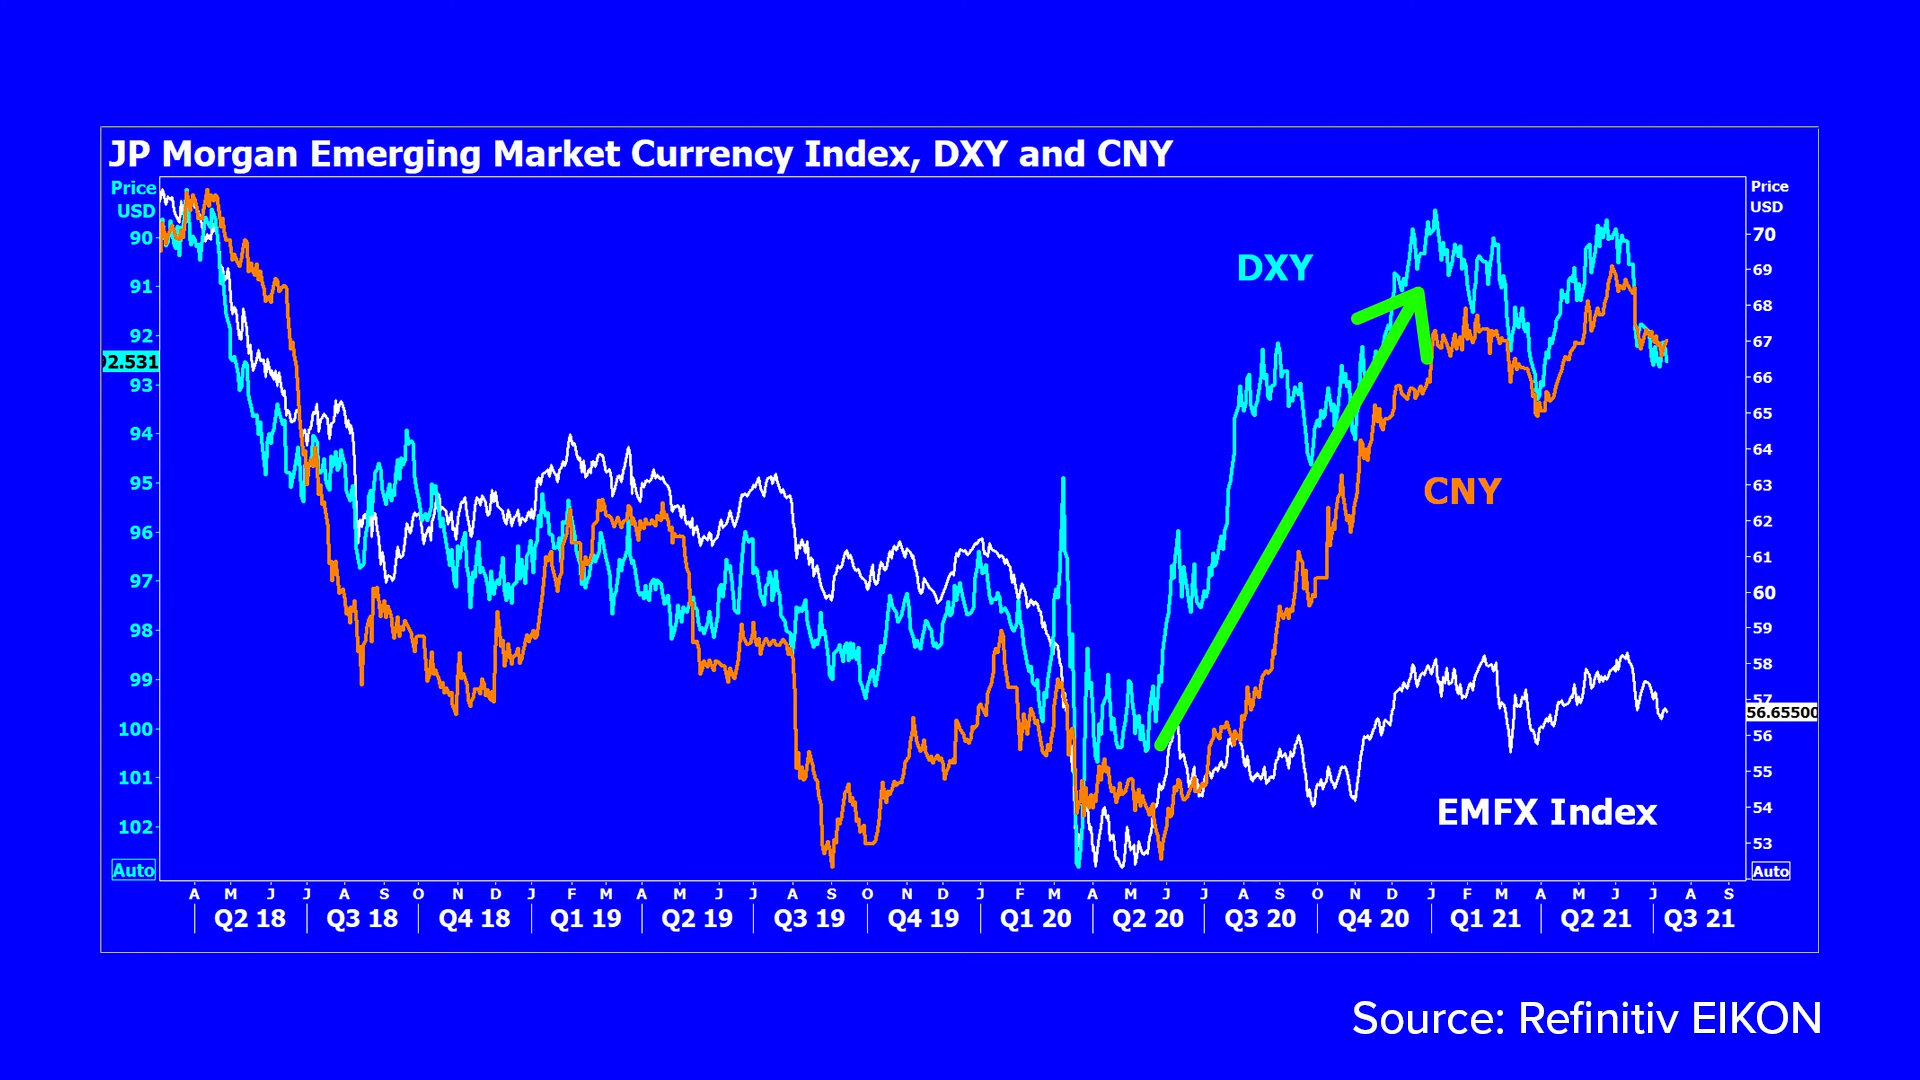 JP Morgan Emerging Market Currency Index, DXY and CNY
Price
USD
90
91
92
2.531
93
94
95
96
97
98
99
100
101
102
Auto
DXY
CNY
EMFX Index
Price
USD
70
69
68
67
66
65
64
63
62
61
60
59
58
57
56.65500
56
55
54
53
Auto
A M J J A S O N D J F M A M J J A S O N D J F M A M J J A S O N D J F M A M J J A S
Q2 18 Q3 18 Q4 18 Q1 19 Q2 19 Q3 19 Q4 19 Q1 20 Q2 20 Q3 20 Q4 20 Q1 21 Q2 21 Q3 21
Source: Refinitiv EIKON